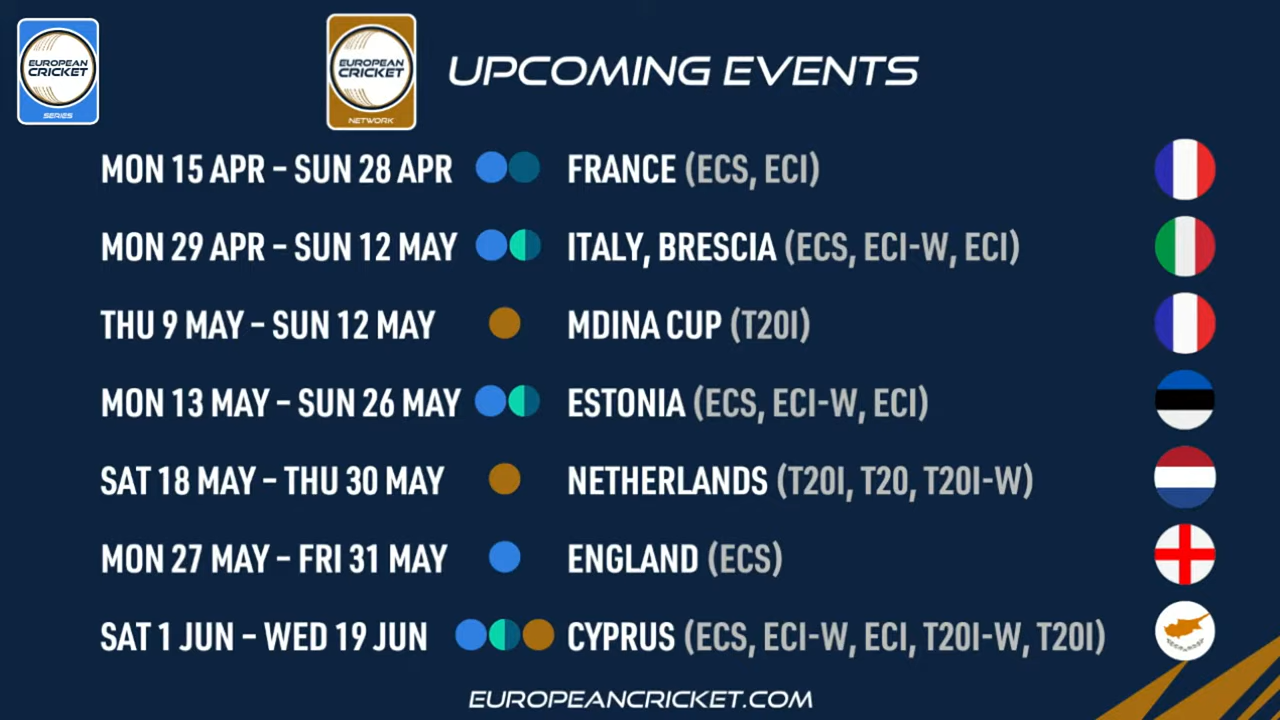 EUROPEAN
CRICKET
SERIES
EUROPEAN
CRICKET
NETWORK
UPCOMING EVENTS
MON 15 APR – SUN 28 APR FRANCE (ECS, ECI)
MON 29 APR – SUN 12 MAY ITALY, BRESCIA (ECS, ECI-W, ECI)
THU 9 MAY – SUN 12 MAY MDINA CUP (T20I)
MON 13 MAY – SUN 26 MAY ESTONIA (ECS, ECI-W, ECI)
SAT 18 MAY – THU 30 MAY NETHERLANDS (T20I, T20, T20I-W)
MON 27 MAY – FRI 31 MAY ENGLAND (ECS)
SAT 1 JUN – WED 19 JUN CYPRUS (ECS, ECI-W, ECI, T20I-W, T20I)
EUROPEANCRICKET.COM